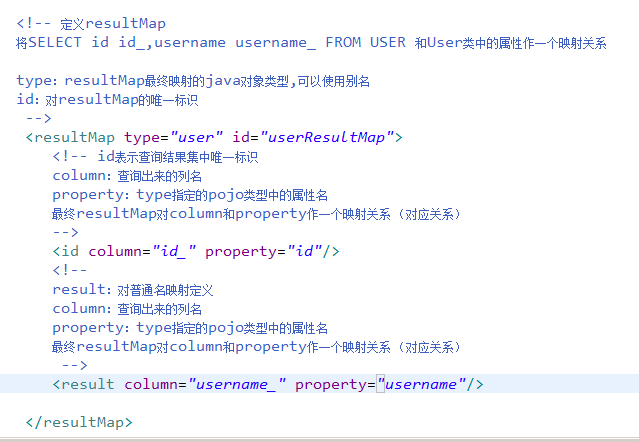 <!-- 定义resultMap
将SELECT id id_,username username_ FROM USER 和User类中的属性作一个映射关系
type：resultMap最终映射的java对象类型,可以使用别名
id：对resultMap的唯一标识
-->
<resultMap type="user" id="userResultMap">
<!-- id表示查询结果集中唯一标识
column：查询出来的列名
property：type指定的pojo类型中的属性名
最终resultMap对column和property作一个映射关系（对应关系）
-->
<id column="id_" property="id"/>
<!--
result：对普通名映射定义
column：查询出来的列名
property：type指定的pojo类型中的属性名
最终resultMap对column和property作一个映射关系（对应关系）
-->
<result column="username_" property="username"/>
</resultMap>